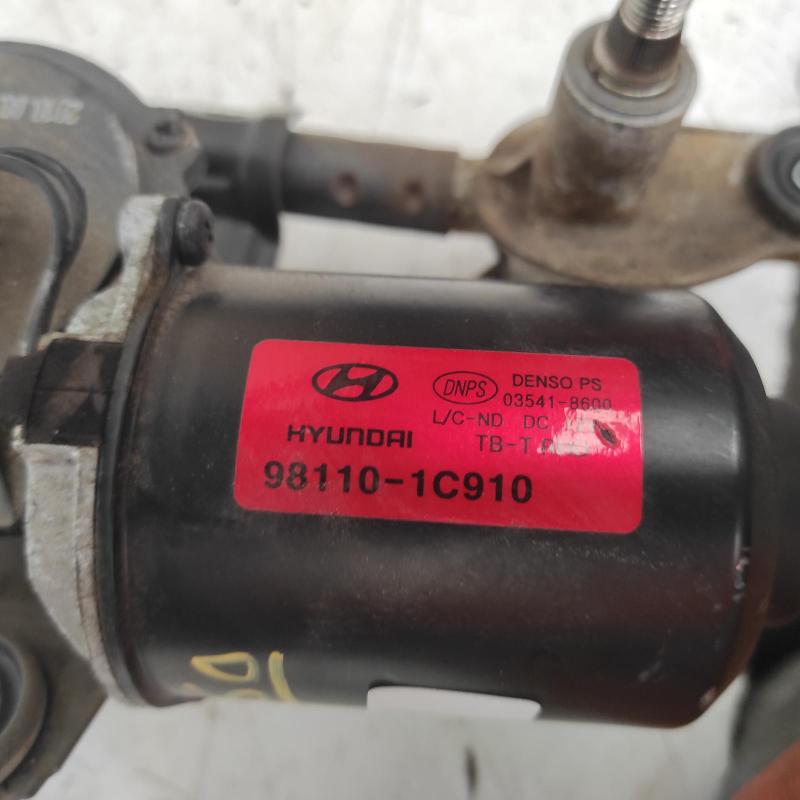 HYUNDAI
DNPS
DENSO PS
03541-8600
L/C-ND DC
TB-T
98110-1C910